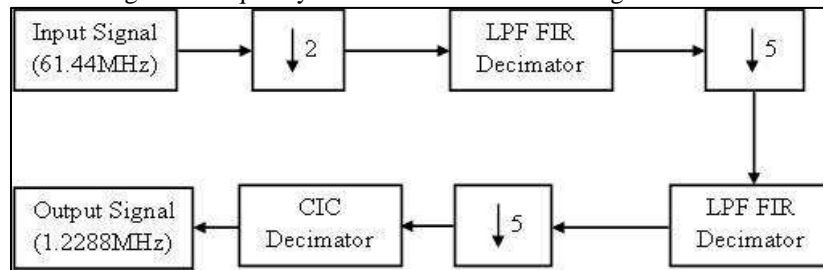 Input Signal
(61.44MHz)
↓ 2
LPF FIR
Decimator
↓ 5
Output Signal
(1.2288MHz)
CIC
Decimator
↓ 5
LPF FIR
Decimator